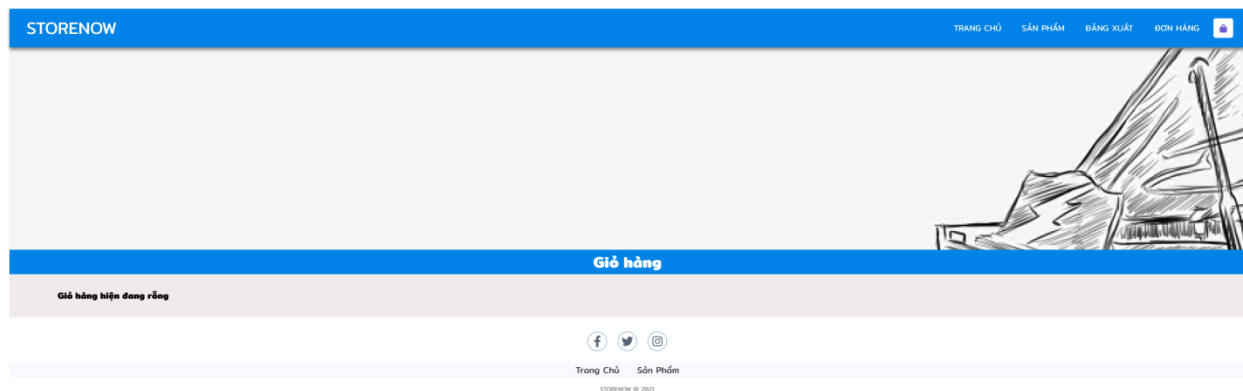 STORENOW
TRANG CHỦ SẢN PHẨM ĐĂNG XUẤT ĐƠN HÀNG
Giỏ hàng
Giỏ hàng hiện đang rỗng
Trang Chủ Sản Phẩm
STORENOW © 2021